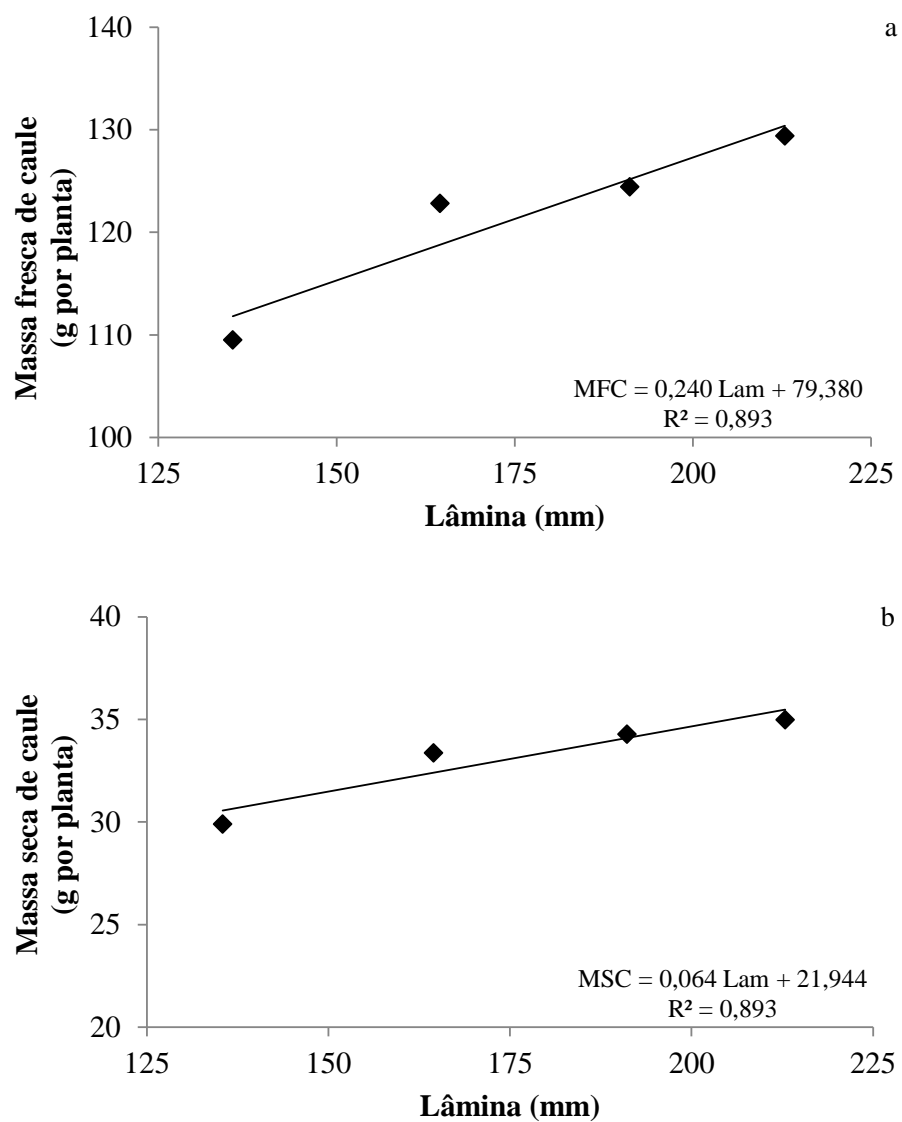 a
140
130
120
110
100
Massa fresca de caule
(g por planta)
MFC = 0,240 Lam + 79,380
R² = 0,893
125 150 175 200 225
Lâmina (mm)
b
40
35
30
25
20
Massa seca de caule
(g por planta)
MSC = 0,064 Lam + 21,944
R² = 0,893
125 150 175 200 225
Lâmina (mm)